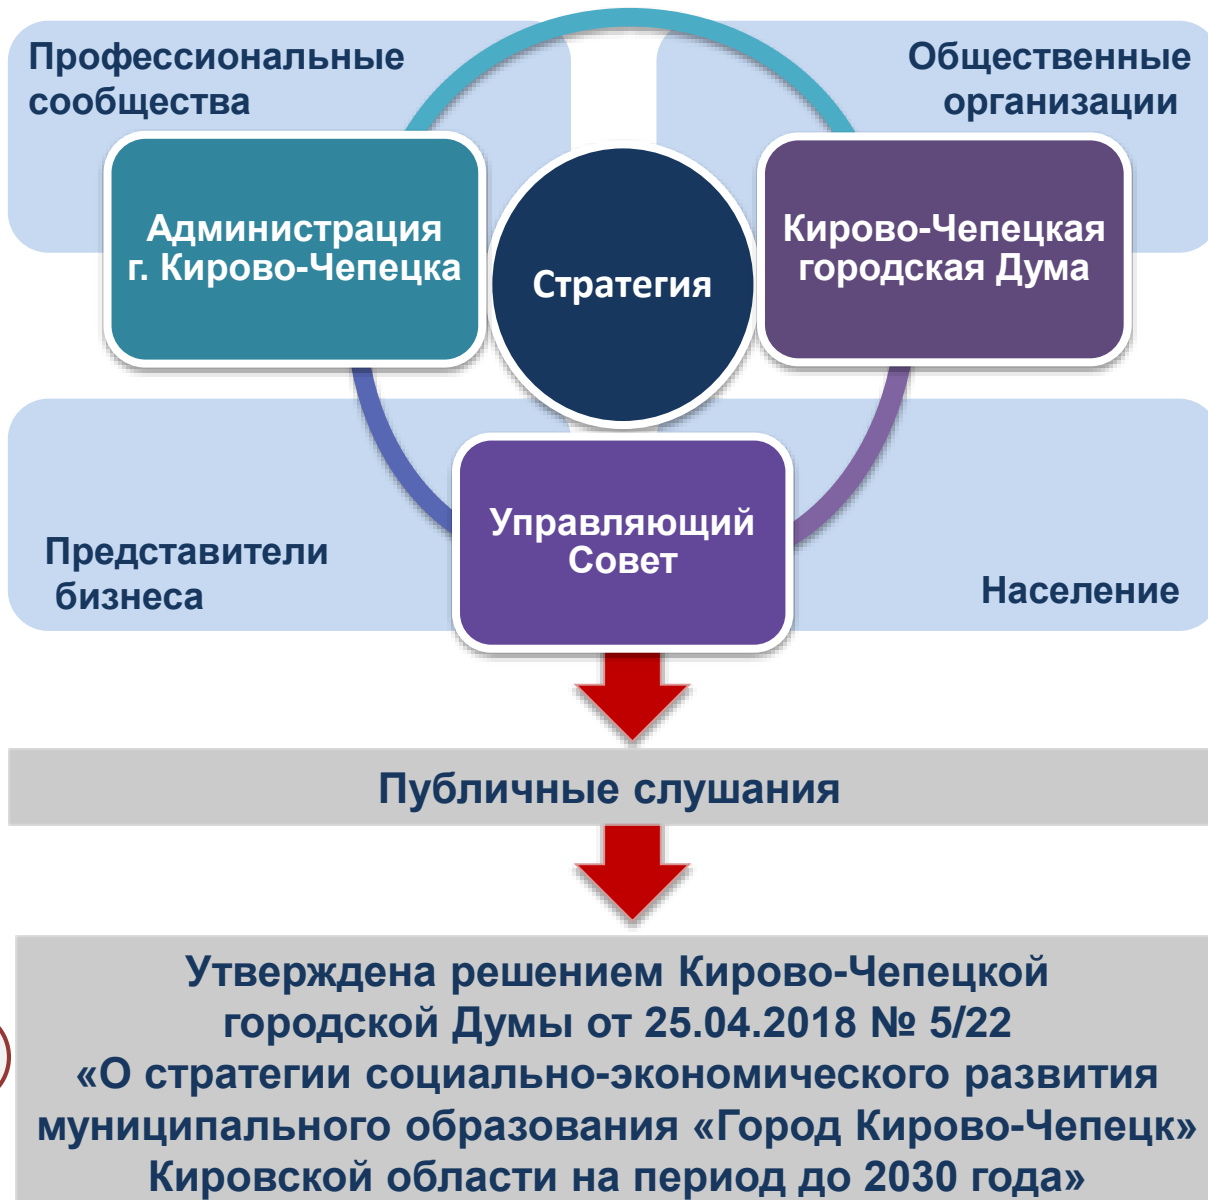 Профессиональные
сообщества
Общественные
организации
Администрация
г. Кирово-Чепецка
Стратегия
Кирово-Чепецкая
городская Дума
Управляющий
Совет
Представители
бизнеса
Население
Публичные слушания
Утверждена решением Кирово-Чепецкой
городской Думы от 25.04.2018 № 5/22
«О стратегии социально-экономического развития
муниципального образования «Город Кирово-Чепецк»
Кировской области на период до 2030 года»